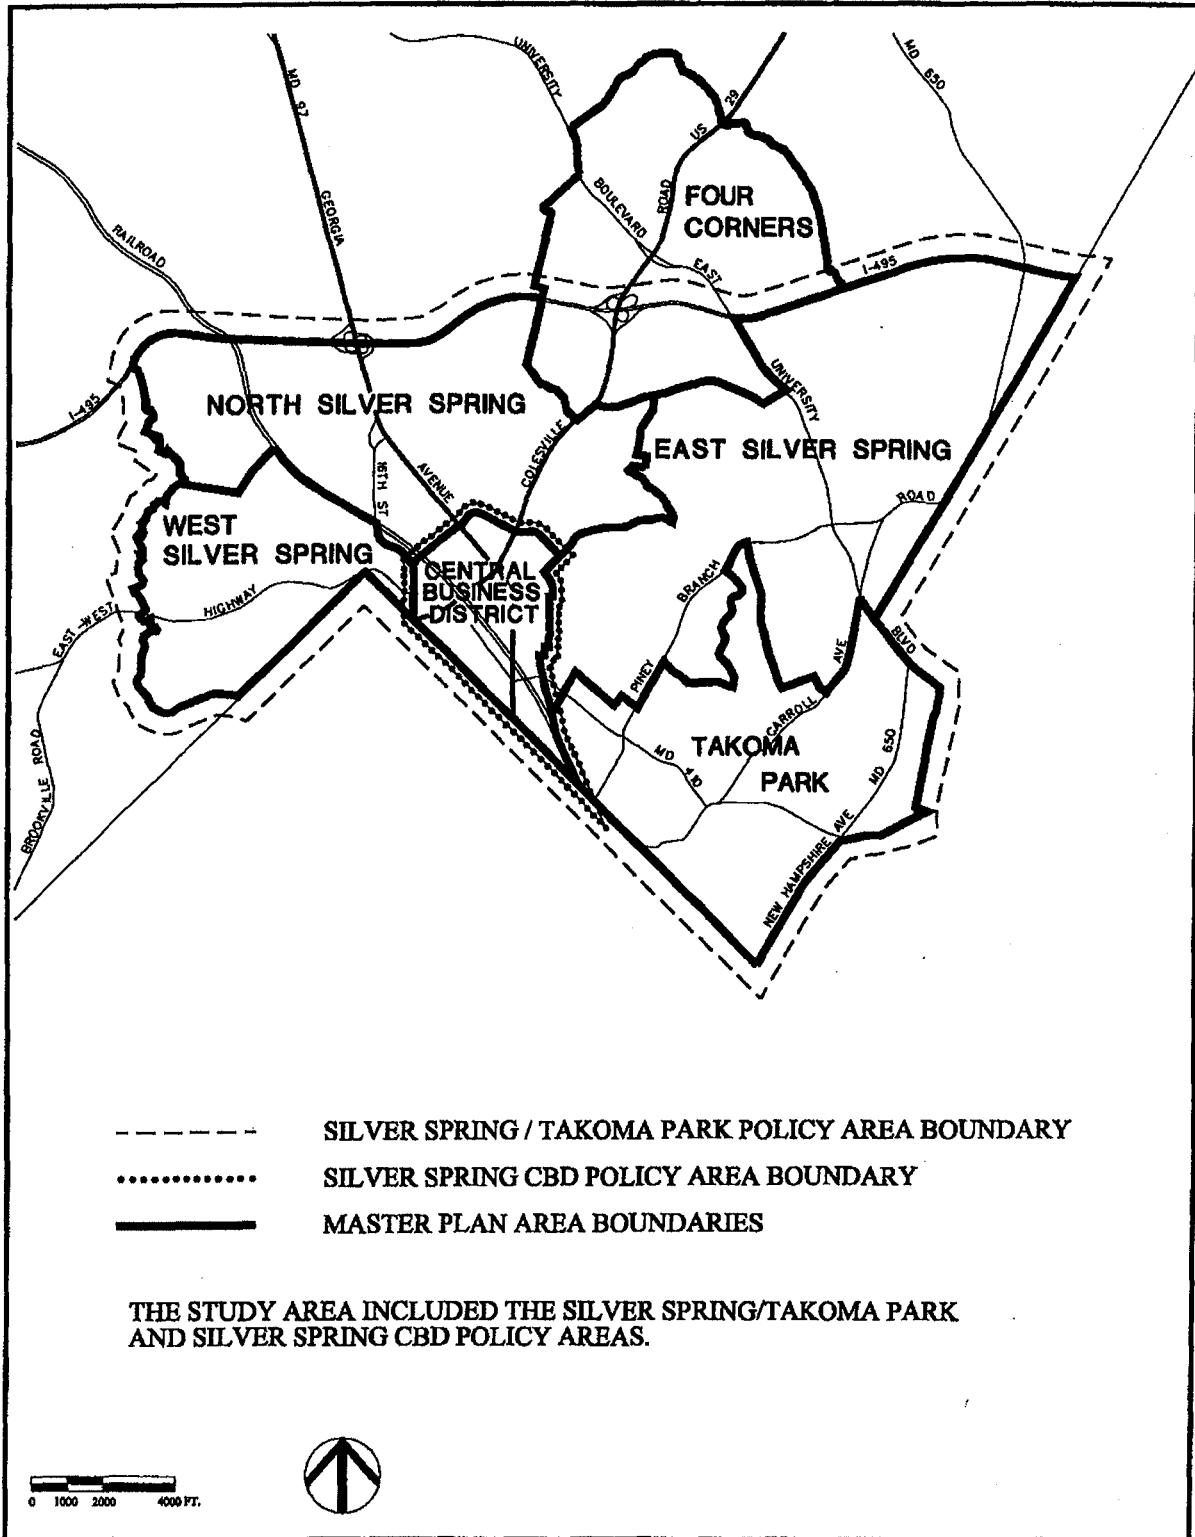 UNIVERSITY
MD 650
MD 97
US 29
ROAD
FOUR
CORNERS
BOULEVARD
EAST
GEORGIA
RAILROAD
I-495
I-495
UNIVERSITY
NORTH SILVER SPRING
EAST SILVER SPRING
COLESVILLE
AVENUE
16TH ST
ROAD
WEST
SILVER SPRING
CENTRAL
BUSINESS
DISTRICT
BRANCH
HIGHWAY
EAST-WEST
BLVD
AVE
PINEY
CARROLL
BROOKVILLE ROAD
TAKOMA
PARK
MD 410
MD 650
NEW HAMPSHIRE AVE
SILVER SPRING / TAKOMA PARK POLICY AREA BOUNDARY
SILVER SPRING CBD POLICY AREA BOUNDARY
MASTER PLAN AREA BOUNDARIES
THE STUDY AREA INCLUDED THE SILVER SPRING/TAKOMA PARK
AND SILVER SPRING CBD POLICY AREAS.
0 1000 2000 4000 FT.